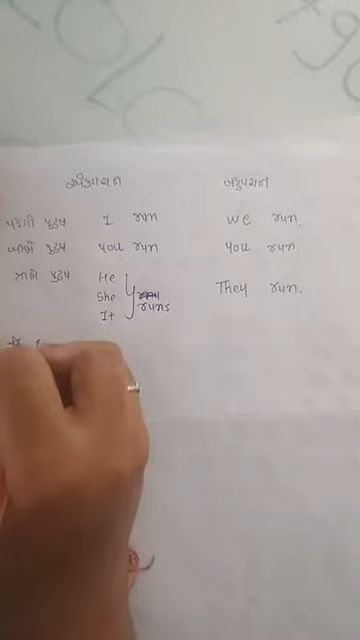 એકવચન બહુવચન
પહેલો પુરુષ I run We run.
બીજો પુરુષ you run you run
ત્રીજો પુરુષ He
She runs They run.
It